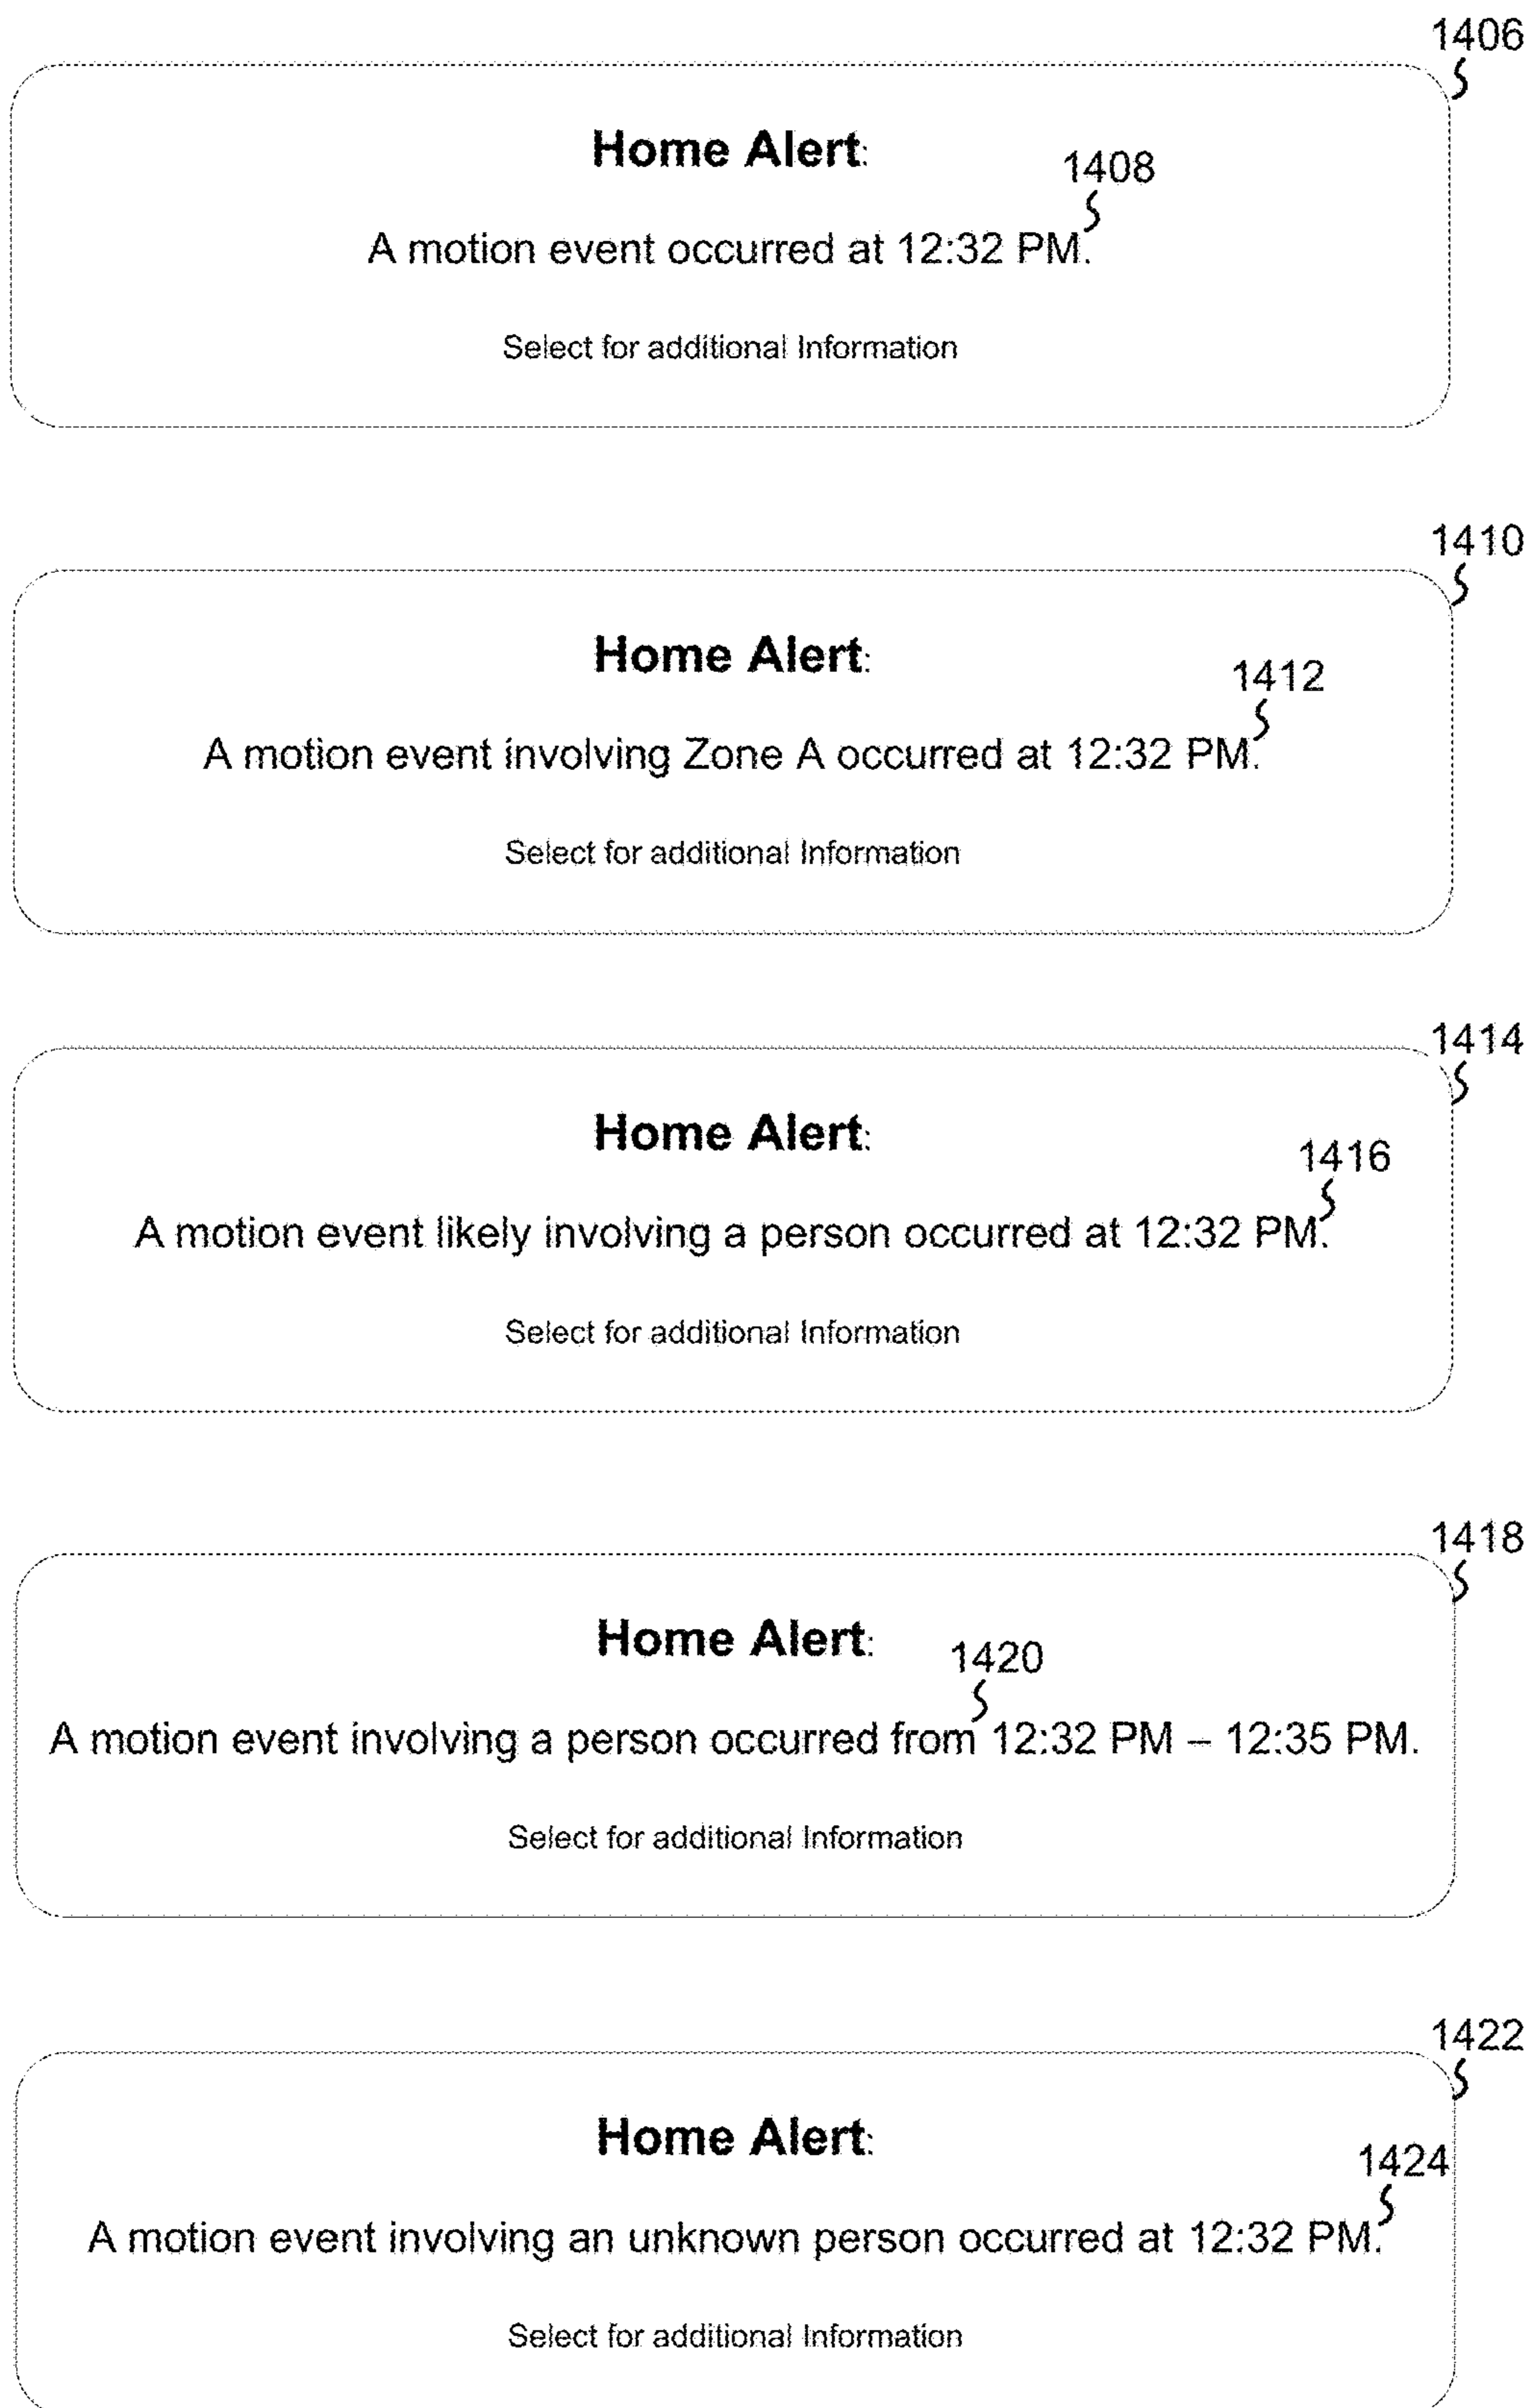 1406
Home Alert:
1408
A motion event occurred at 12:32 PM.
Select for additional Information
1410
Home Alert:
1412
A motion event involving Zone A occurred at 12:32 PM.
Select for additional Information
1414
Home Alert:
1416
A motion event likely involving a person occurred at 12:32 PM.
Select for additional Information
1418
Home Alert:
1420
A motion event involving a person occurred from 12:32 PM – 12:35 PM.
Select for additional Information
1422
Home Alert:
1424
A motion event involving an unknown person occurred at 12:32 PM.
Select for additional Information